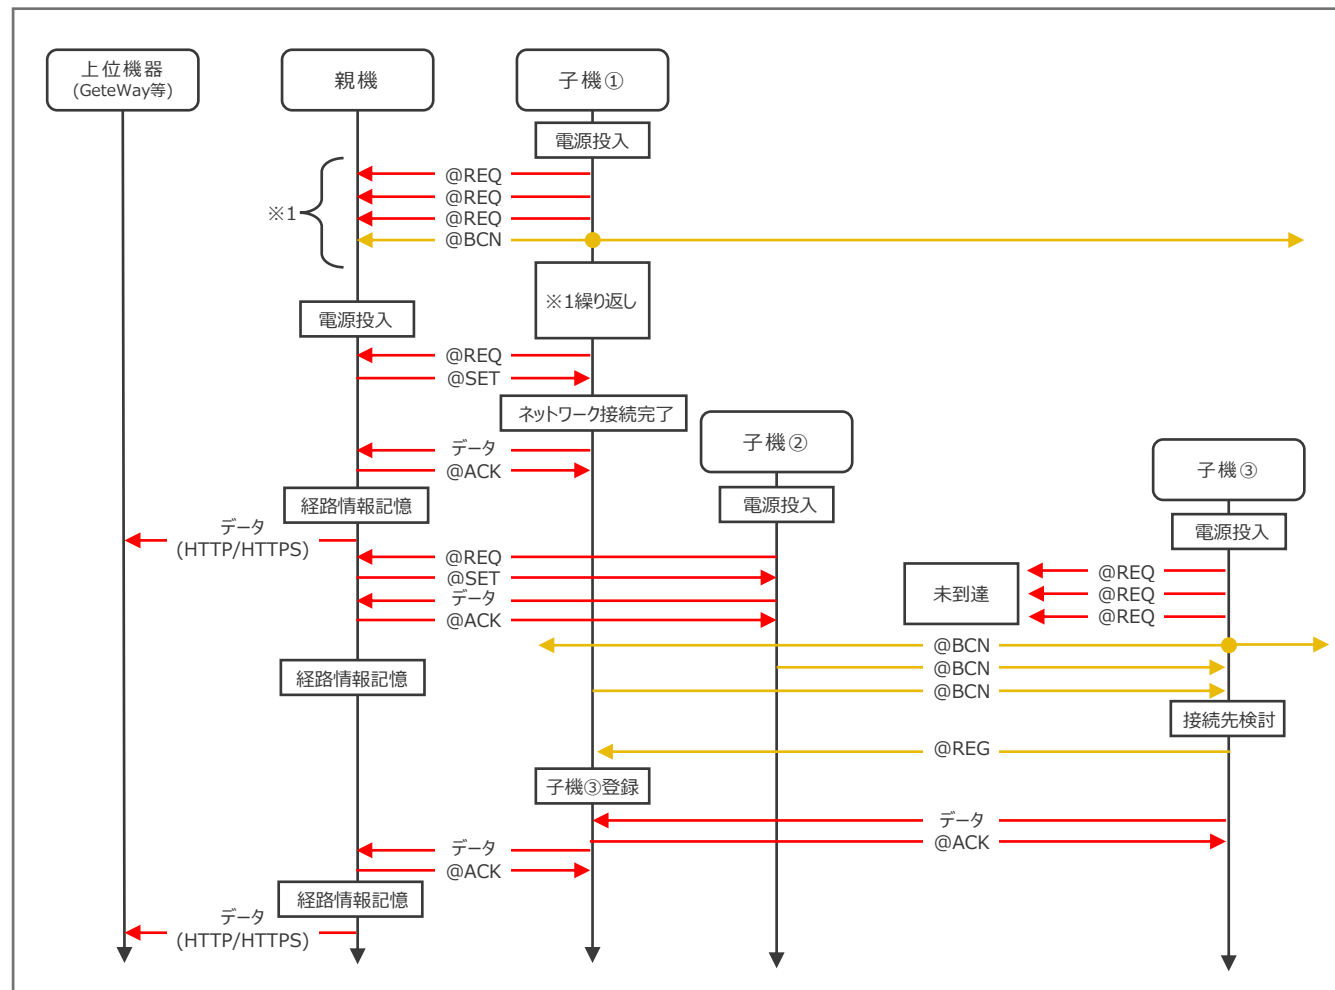 上位機器
(GeteWay等)
親機
子機①
電源投入
@REQ
@REQ
※1
@REQ
@BCN
※1繰り返し
電源投入
@REQ
@SET
ネットワーク接続完了
子機②
データ
@ACK
子機③
経路情報記憶
電源投入
データ
(HTTP/HTTPS)
電源投入
@REQ
@SET
データ
@ACK
未到達
@REQ
@REQ
@REQ
@BCN
@BCN
@BCN
経路情報記憶
接続先検討
@REG
子機③登録
データ
@ACK
データ
@ACK
経路情報記憶
データ
(HTTP/HTTPS)